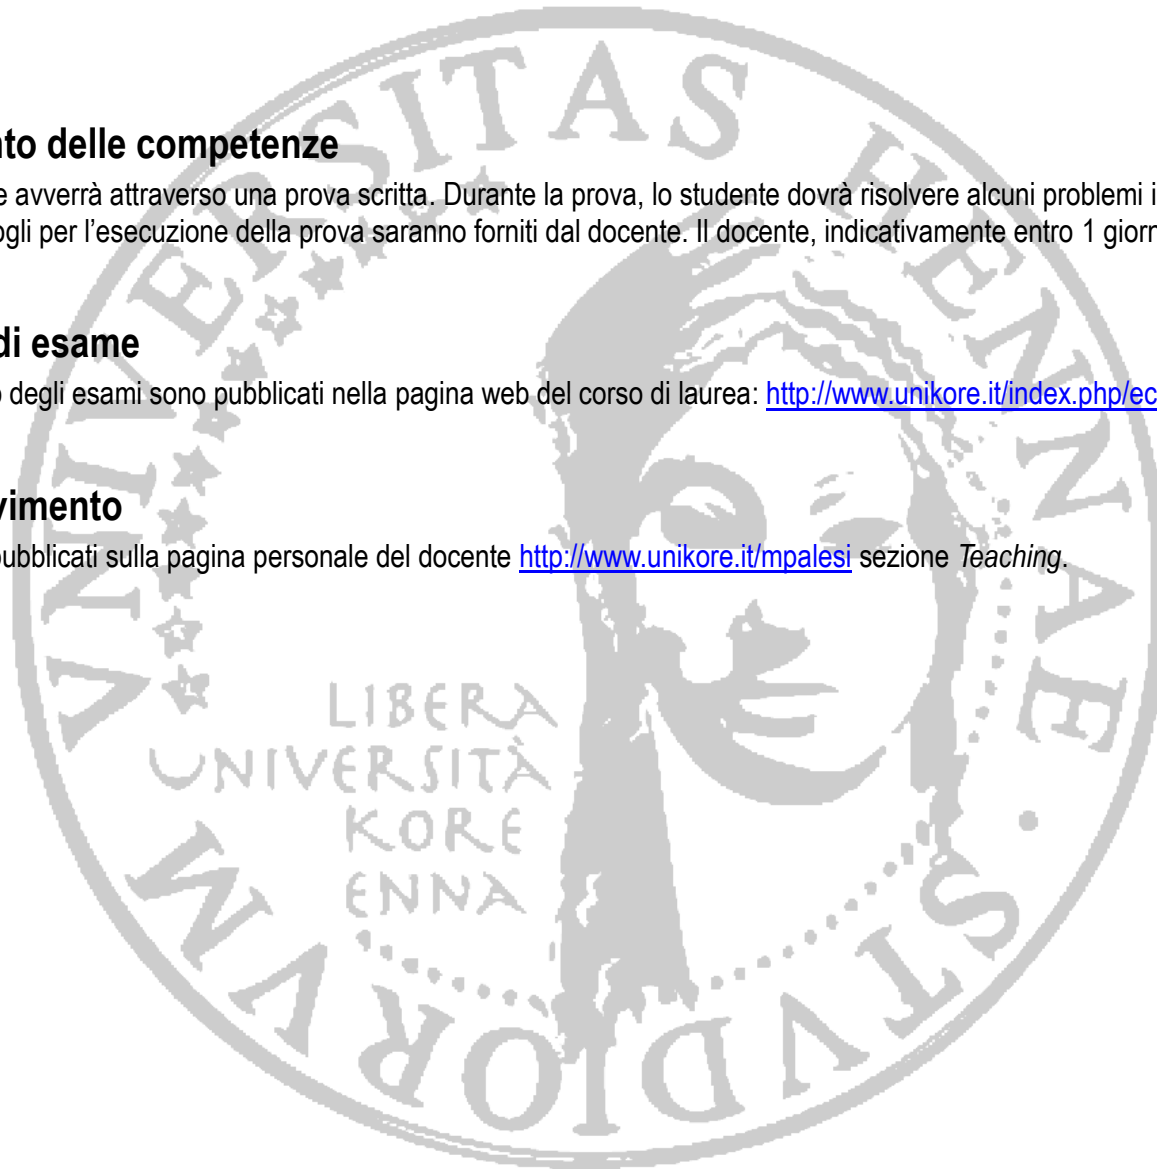 nto delle competenze
e avverrà attraverso una prova scritta. Durante la prova, lo studente dovrà risolvere alcuni problemi i
ogli per l’esecuzione della prova saranno forniti dal docente. Il docente, indicativamente entro 1 giorn
di esame
o degli esami sono pubblicati nella pagina web del corso di laurea: http://www.unikore.it/index.php/ec
vimento
pubblicati sulla pagina personale del docente http://www.unikore.it/mpalesi sezione Teaching.
VNIVERSITAS HENNAE · STVDIORVM
LIBERA
UNIVERSITÀ
KORE
ENNA